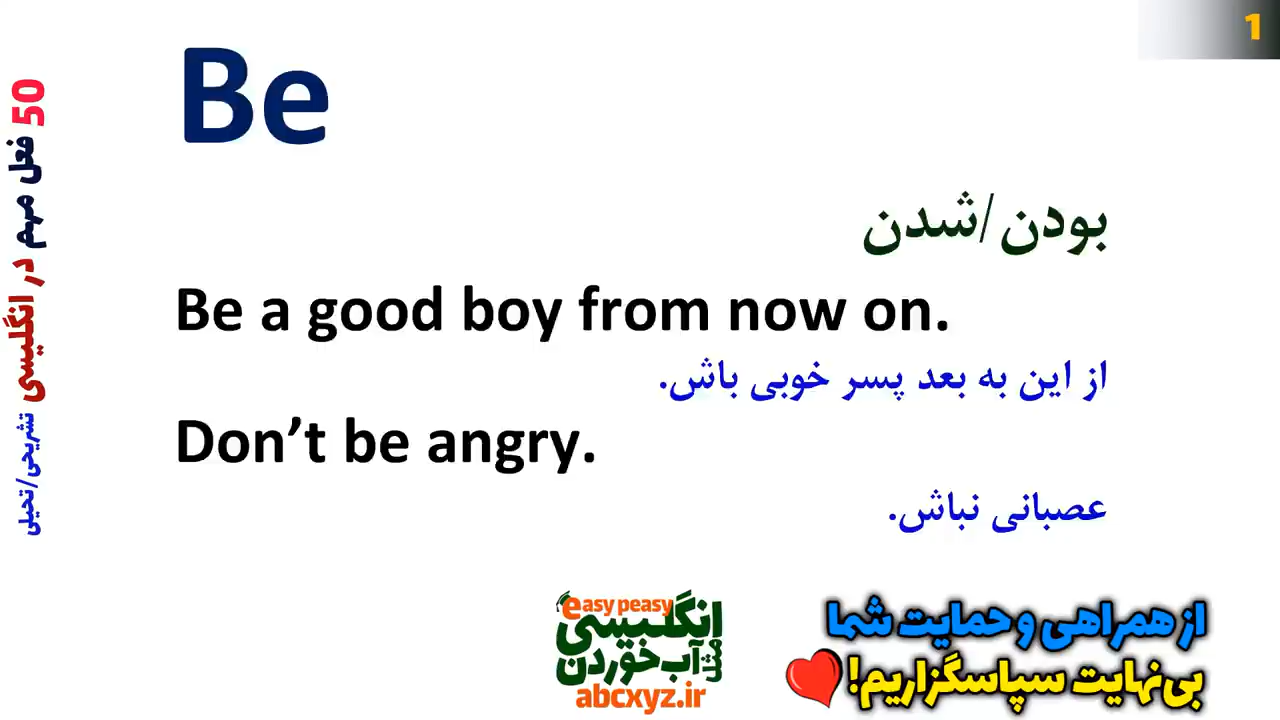 1
Be
بودن/شدن
Be a good boy from now on.
از این به بعد پسر خوبی باش.
Don’t be angry.
عصبانی نباش.
50 فعل مهم در انگلیسی تشریحی/تحیلی
easy peasy
انگلیسی
مثل
آب خوردن
abcxyz.ir
از همراهی و حمایت شما
بی‌نهایت سپاسگزاریم!